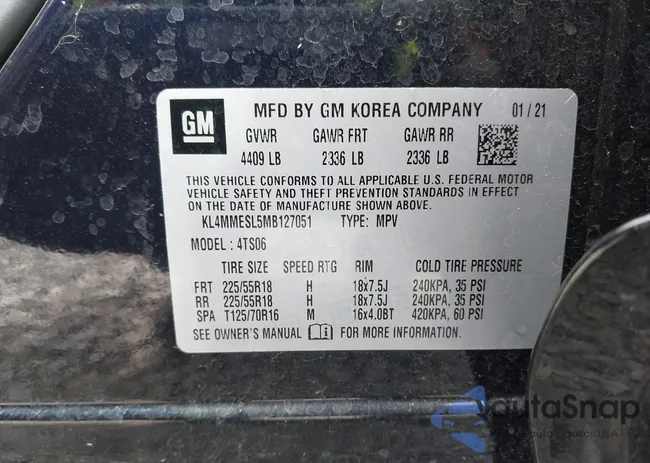 GM
MFD BY GM KOREA COMPANY 01 / 21
GVWR GAWR FRT GAWR RR
4409 LB 2336 LB 2336 LB
THIS VEHICLE CONFORMS TO ALL APPLICABLE U.S. FEDERAL MOTOR
VEHICLE SAFETY AND THEFT PREVENTION STANDARDS IN EFFECT
ON THE DATE OF MANUFACTURE SHOWN ABOVE.
KL4MMESL5MB127051 TYPE: MPV
MODEL : 4TS06
TIRE SIZE SPEED RTG RIM COLD TIRE PRESSURE
FRT 225/55R18 H 18x7.5J 240KPA, 35 PSI
RR 225/55R18 H 18x7.5J 240KPA, 35 PSI
SPA T125/70R16 M 16x4.0BT 420KPA, 60 PSI
SEE OWNER'S MANUAL FOR MORE INFORMATION.
autaSnap